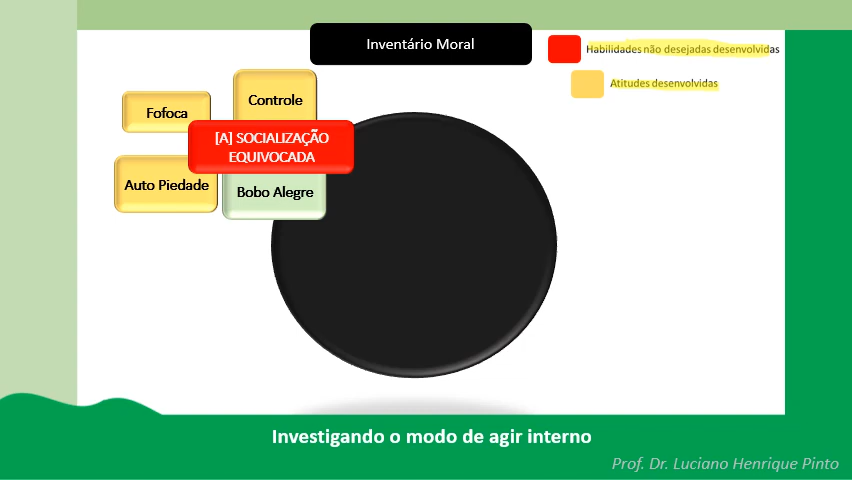 Inventário Moral
Habilidades não desejadas desenvolvidas
Atitudes desenvolvidas
Controle
Fofoca
[A] SOCIALIZAÇÃO
EQUIVOCADA
Auto Piedade
Bobo Alegre
Investigando o modo de agir interno
Prof. Dr. Luciano Henrique Pinto